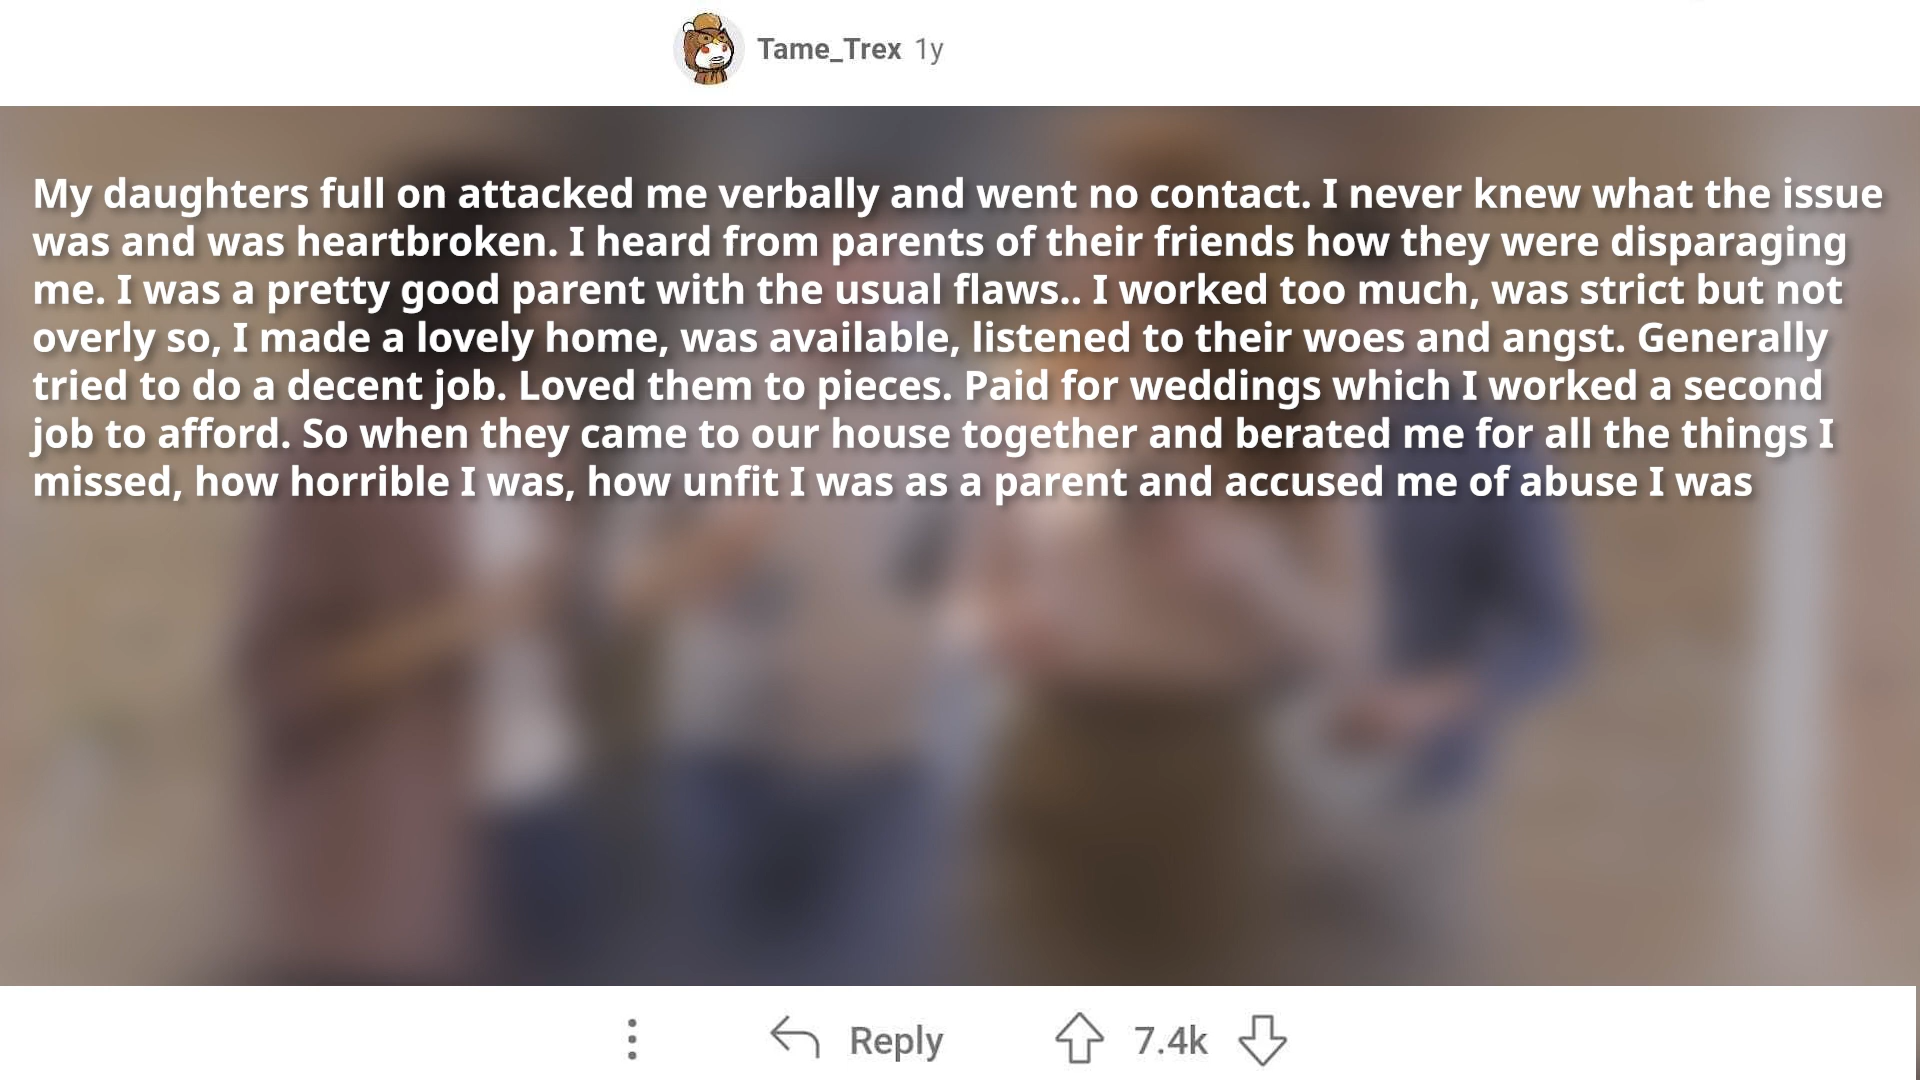 Tame_Trex 1y
My daughters full on attacked me verbally and went no contact. I never knew what the issue
was and was heartbroken. I heard from parents of their friends how they were disparaging
me. I was a pretty good parent with the usual flaws.. I worked too much, was strict but not
overly so, I made a lovely home, was available, listened to their woes and angst. Generally
tried to do a decent job. Loved them to pieces. Paid for weddings which I worked a second
job to afford. So when they came to our house together and berated me for all the things I
missed, how horrible I was, how unfit I was as a parent and accused me of abuse I was
Reply 7.4k